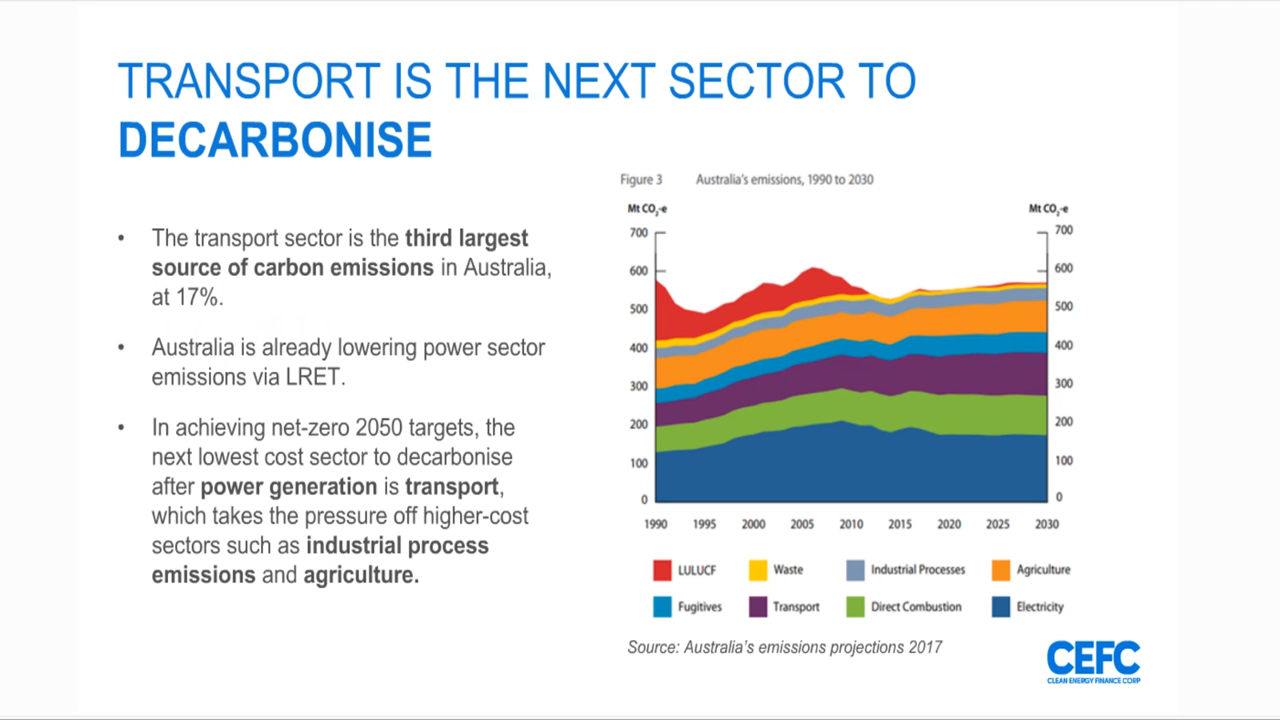 TRANSPORT IS THE NEXT SECTOR TO
DECARBONISE
• The transport sector is the third largest
source of carbon emissions in Australia,
at 17%.
• Australia is already lowering power sector
emissions via LRET.
• In achieving net-zero 2050 targets, the
next lowest cost sector to decarbonise
after power generation is transport,
which takes the pressure off higher-cost
sectors such as industrial process
emissions and agriculture.
Figure 3 Australia's emissions, 1990 to 2030
Mt CO₂-e Mt CO₂-e
700 700
600 600
500 500
400 400
300 300
200 200
100 100
0 0
1990 1995 2000 2005 2010 2015 2020 2025 2030
LULUCF Waste Industrial Processes Agriculture
Fugitives Transport Direct Combustion Electricity
Source: Australia's emissions projections 2017
CEFC
CLEAN ENERGY FINANCE CORP